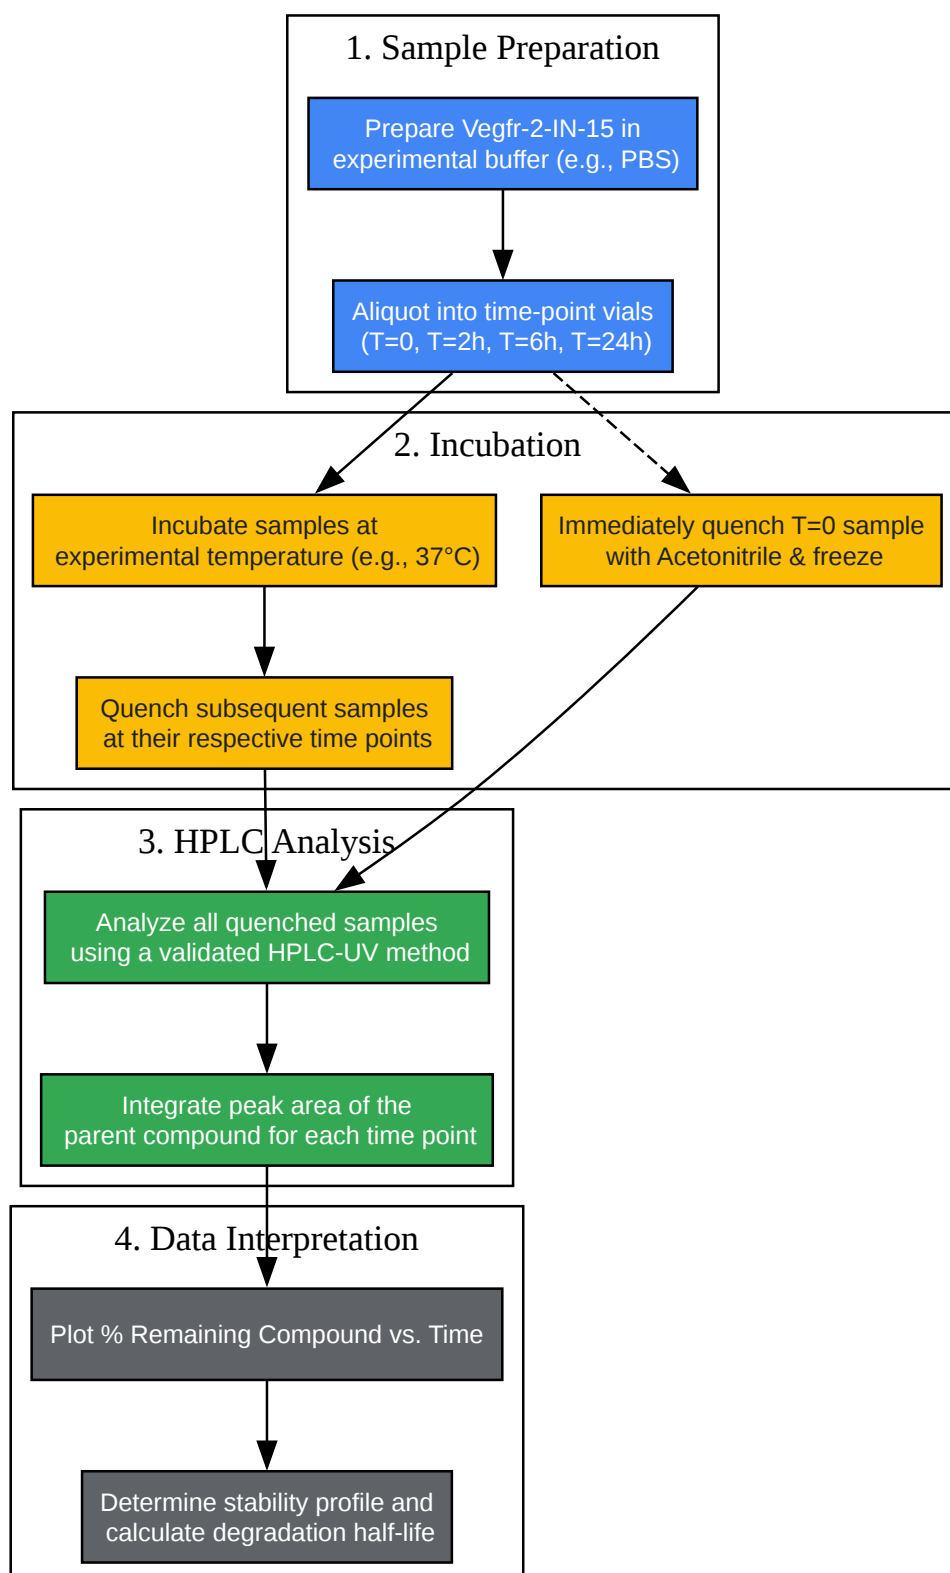 1. Sample Preparation
Prepare Vegfr-2-IN-15 in
experimental buffer (e.g., PBS)
Aliquot into time-point vials
(T=0, T=2h, T=6h, T=24h)
2. Incubation
Incubate samples at
experimental temperature (e.g., 37°C)
Immediately quench T=0 sample
with Acetonitrile & freeze
Quench subsequent samples
at their respective time points
3. HPLC Analysis
Analyze all quenched samples
using a validated HPLC-UV method
Integrate peak area of the
parent compound for each time point
4. Data Interpretation
Plot % Remaining Compound vs. Time
Determine stability profile and
calculate degradation half-life